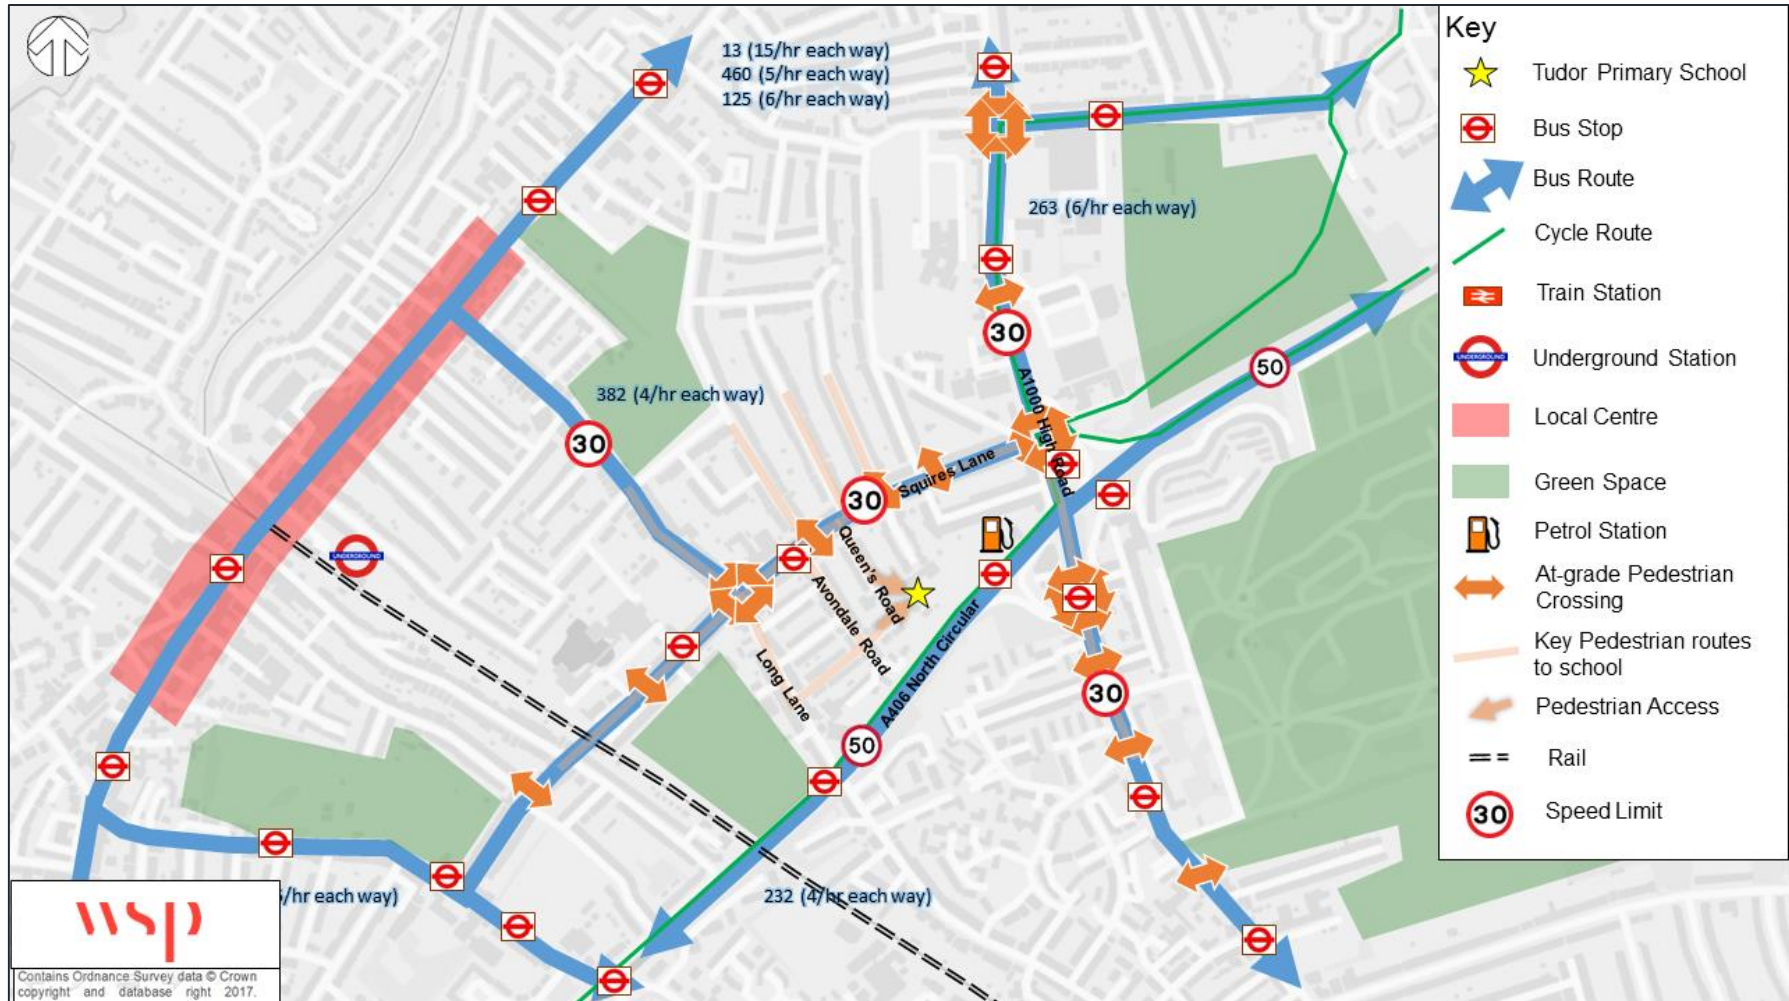 13 (15/hr each way)
460 (5/hr each way)
125 (6/hr each way)
263 (6/hr each way)
382 (4/hr each way)
30
30
30
30
50
50
A1000 High Road
Squires Lane
Queen's Road
Avondale Road
Long Lane
A406 North Circular
UNDERGROUND
/hr each way)
232 (4/hr each way)
wsp
Contains Ordnance Survey data © Crown
copyright and database right 2017.
Key
Tudor Primary School
Bus Stop
Bus Route
Cycle Route
Train Station
UNDERGROUND
Underground Station
Local Centre
Green Space
Petrol Station
At-grade Pedestrian
Crossing
Key Pedestrian routes
to school
Pedestrian Access
Rail
30
Speed Limit